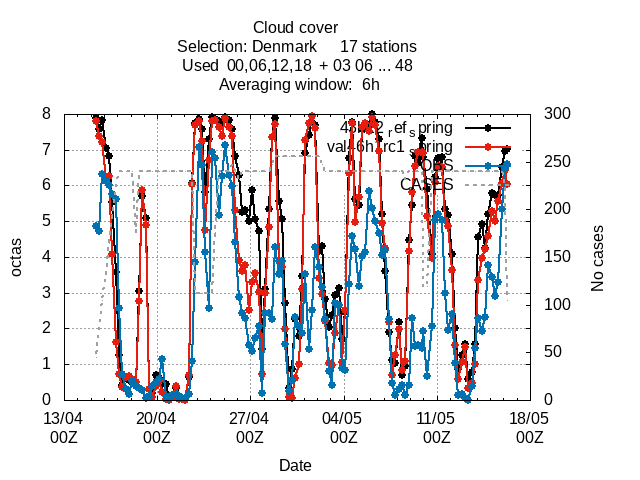 Cloud cover
Selection: Denmark 17 stations
Used 00,06,12,18 + 03 06 ... 48
Averaging window: 6h
octas
8
7
6
5
4
3
2
1
0
300
250
200
150
100
50
0
No cases
ref spring
spring
OBS
CASES
13/04 20/04 27/04 04/05 11/05 18/05
00Z 00Z 00Z 00Z 00Z 00Z
Date